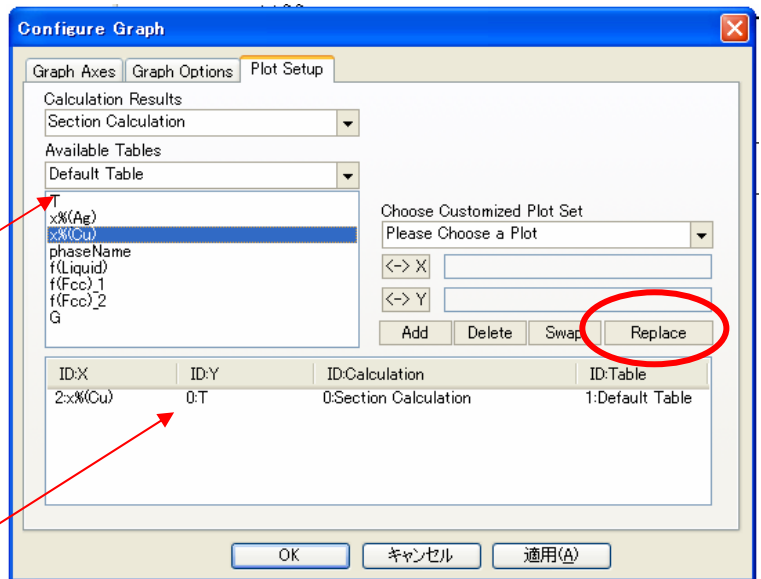 Configure Graph
Graph Axes Graph Options Plot Setup
Calculation Results
Section Calculation
Available Tables
Default Table
T
x%(Ag)
x%(Cu)
phaseName
f(Liquid)
f(Fcc)_1
f(Fcc)_2
G
Choose Customized Plot Set
Please Choose a Plot
<-> X
<-> Y
Add Delete Swap Replace
ID:X ID:Y ID:Calculation ID:Table
2:x%(Cu) 0:T 0:Section Calculation 1:Default Table
OK キャンセル 適用(A)